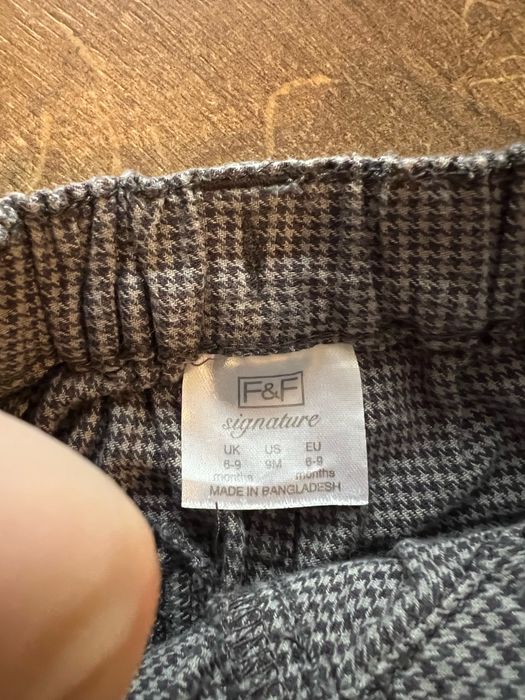 F&F
signature
UK US EU
6-9 9M 6-9
months months
MADE IN BANGLADESH